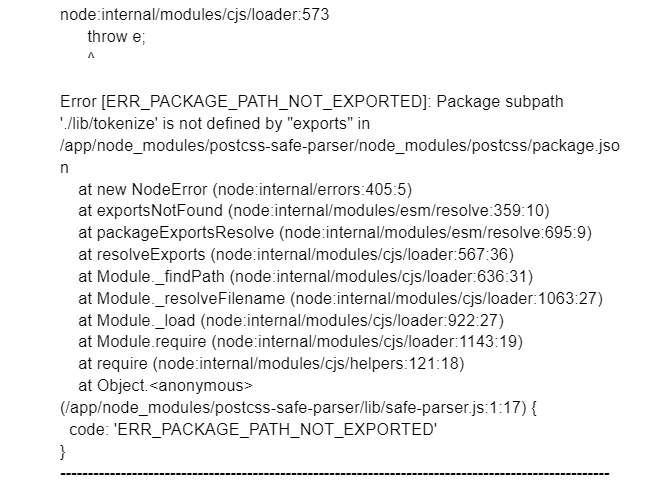 node:internal/modules/cjs/loader:573
throw e;
^
Error [ERR_PACKAGE_PATH_NOT_EXPORTED]: Package subpath
'./lib/tokenize' is not defined by "exports" in
/app/node_modules/postcss-safe-parser/node_modules/postcss/package.jso
n
at new NodeError (node:internal/errors:405:5)
at exportsNotFound (node:internal/modules/esm/resolve:359:10)
at packageExportsResolve (node:internal/modules/esm/resolve:695:9)
at resolveExports (node:internal/modules/cjs/loader:567:36)
at Module._findPath (node:internal/modules/cjs/loader:636:31)
at Module._resolveFilename (node:internal/modules/cjs/loader:1063:27)
at Module._load (node:internal/modules/cjs/loader:922:27)
at Module.require (node:internal/modules/cjs/loader:1143:19)
at require (node:internal/modules/cjs/helpers:121:18)
at Object.<anonymous>
(/app/node_modules/postcss-safe-parser/lib/safe-parser.js:1:17) {
code: 'ERR_PACKAGE_PATH_NOT_EXPORTED'
}
----------------------------------------------------------------------------------------------------